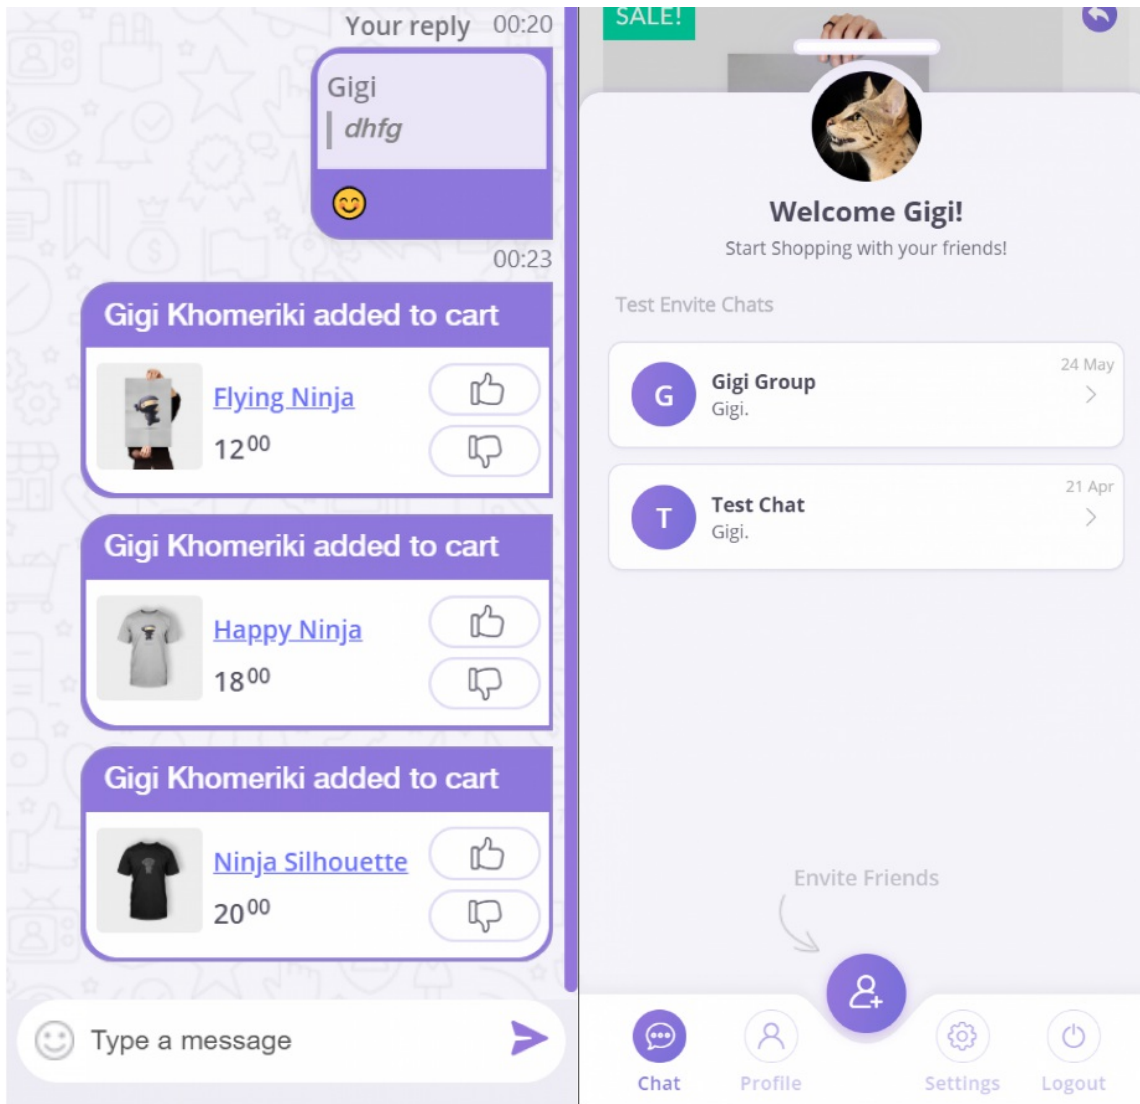 Your reply 00:20
Gigi
dhfg
00:23
Gigi Khomeriki added to cart
Flying Ninja
12⁰⁰
Gigi Khomeriki added to cart
Happy Ninja
18⁰⁰
Gigi Khomeriki added to cart
Ninja Silhouette
20⁰⁰
Type a message
SALE!
Welcome Gigi!
Start Shopping with your friends!
Test Envite Chats
G
Gigi Group
24 May
Gigi.
T
Test Chat
21 Apr
Gigi.
Envite Friends
Chat Profile Settings Logout